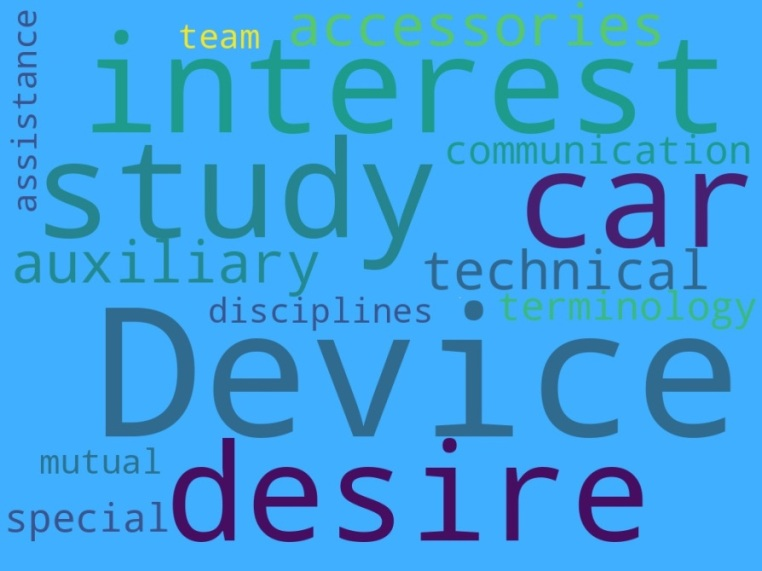 team accessories
assistance
interest
communication
study car
auxiliary technical
disciplines terminology
Device
mutual
desire
special